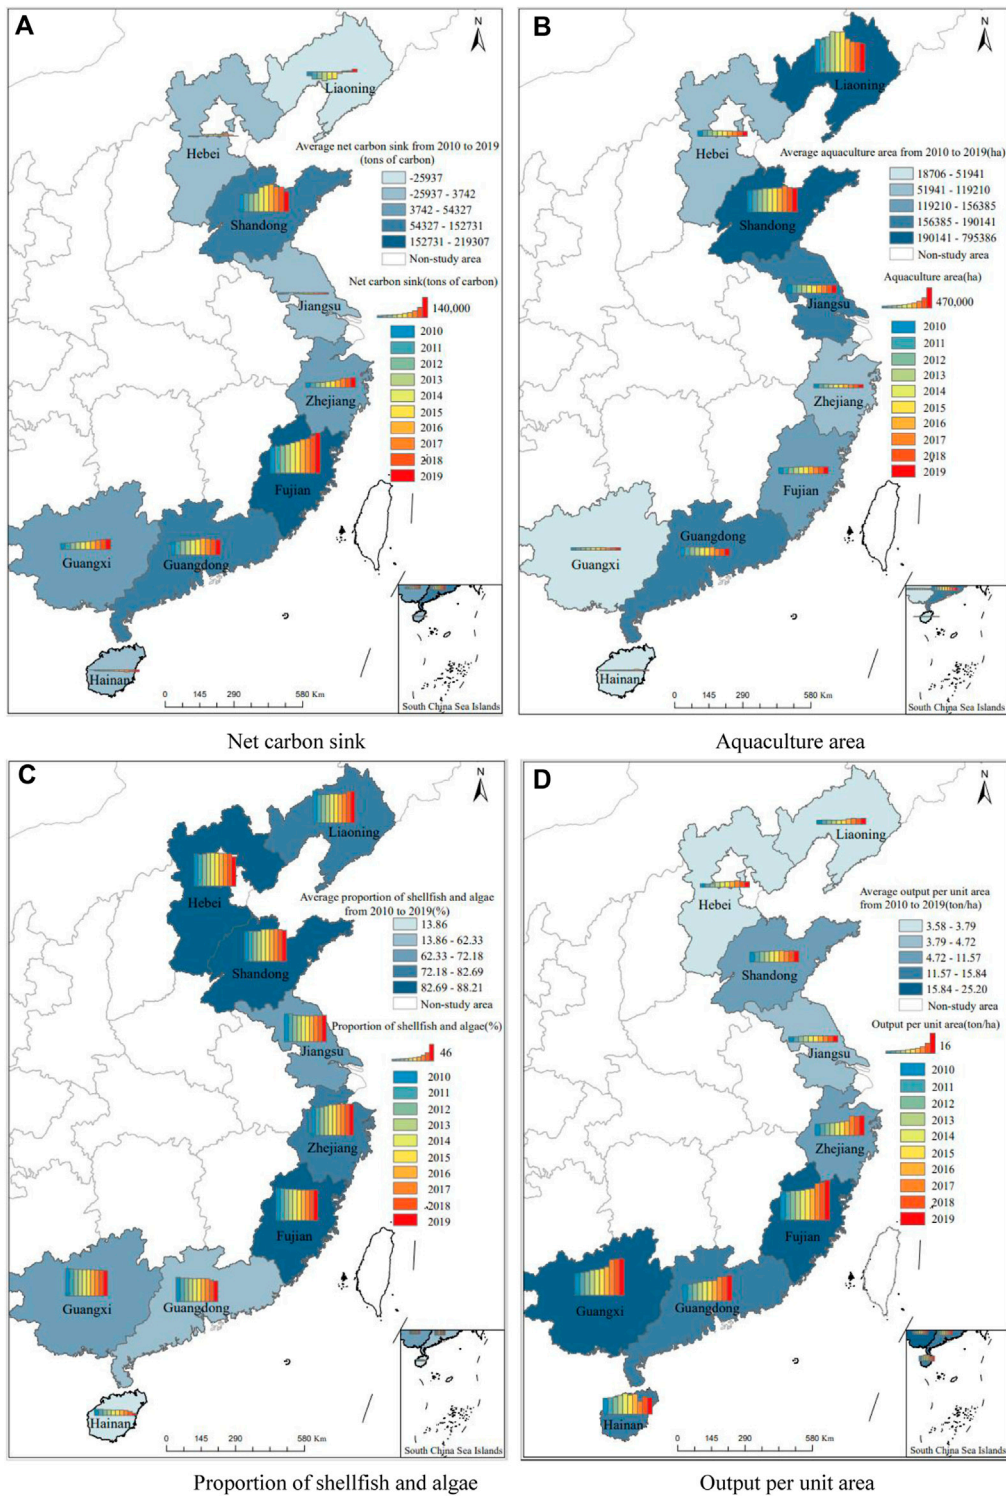 A
N
Liaoning
Hebei
Average net carbon sink from 2010 to 2019
(tons of carbon)
-25937
-25937 - 3742
3742 - 54327
54327 - 152731
152731 - 219307
Non-study area
Shandong
Net carbon sink(tons of carbon)
140,000
Jiangsu
2010
2011
2012
2013
2014
2015
2016
2017
2018
2019
Zhejiang
Fujian
Guangxi
Guangdong
Hainan
0 145 290 580 Km
South China Sea Islands
Net carbon sink
B
N
Liaoning
Hebei
Average aquaculture area from 2010 to 2019(ha)
18706 - 51941
51941 - 119210
119210 - 156385
156385 - 190141
190141 - 795386
Non-study area
Shandong
Aquaculture area(ha)
470,000
Jiangsu
2010
2011
2012
2013
2014
2015
2016
2017
2018
2019
Zhejiang
Fujian
Guangdong
Guangxi
Hainan
0 145 290 580 Km
South China Sea Islands
Aquaculture area
C
N
Liaoning
Hebei
Average proportion of shellfish and algae
from 2010 to 2019(%)
13.86
13.86 - 62.33
62.33 - 72.18
72.18 - 82.69
82.69 - 88.21
Non-study area
Shandong
Proportion of shellfish and algae(%)
46
Jiangsu
2010
2011
2012
2013
2014
2015
2016
2017
2018
2019
Zhejiang
Fujian
Guangxi
Guangdong
Hainan
0 145 290 580 Km
South China Sea Islands
Proportion of shellfish and algae
D
N
Liaoning
Hebei
Average output per unit area
from 2010 to 2019(ton/ha)
3.58 - 3.79
3.79 - 4.72
4.72 - 11.57
11.57 - 15.84
15.84 - 25.20
Non-study area
Shandong
Output per unit area(ton/ha)
16
Jiangsu
2010
2011
2012
2013
2014
2015
2016
2017
2018
2019
Zhejiang
Fujian
Guangxi
Guangdong
Hainan
0 145 290 580 Km
South China Sea Islands
Output per unit area